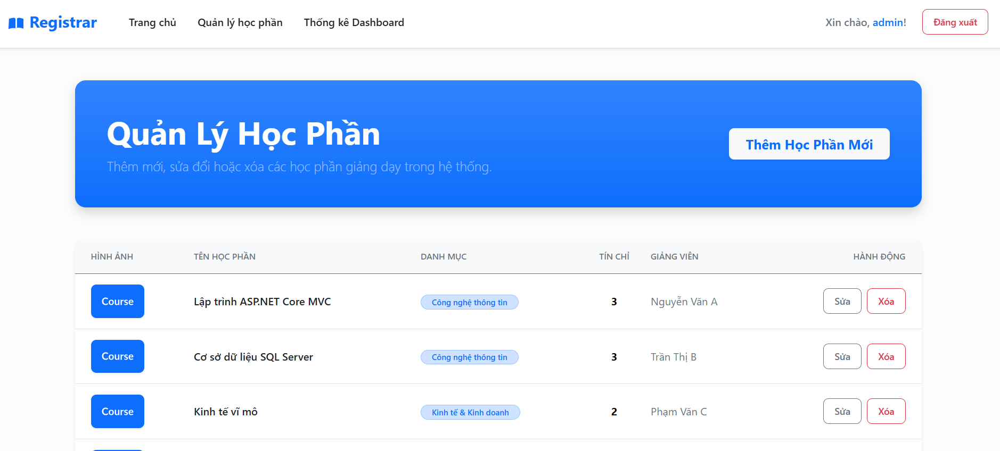 Registrar Trang chủ Quản lý học phần Thống kê Dashboard Xin chào, admin! Đăng xuất
Quản Lý Học Phần
Thêm mới, sửa đổi hoặc xóa các học phần giảng dạy trong hệ thống.
Thêm Học Phần Mới
HÌNH ẢNH TÊN HỌC PHẦN DANH MỤC TÍN CHỈ GIẢNG VIÊN HÀNH ĐỘNG
Course Lập trình ASP.NET Core MVC Công nghệ thông tin 3 Nguyễn Văn A Sửa Xóa
Course Cơ sở dữ liệu SQL Server Công nghệ thông tin 3 Trần Thị B Sửa Xóa
Course Kinh tế vĩ mô Kinh tế & Kinh doanh 2 Phạm Văn C Sửa Xóa